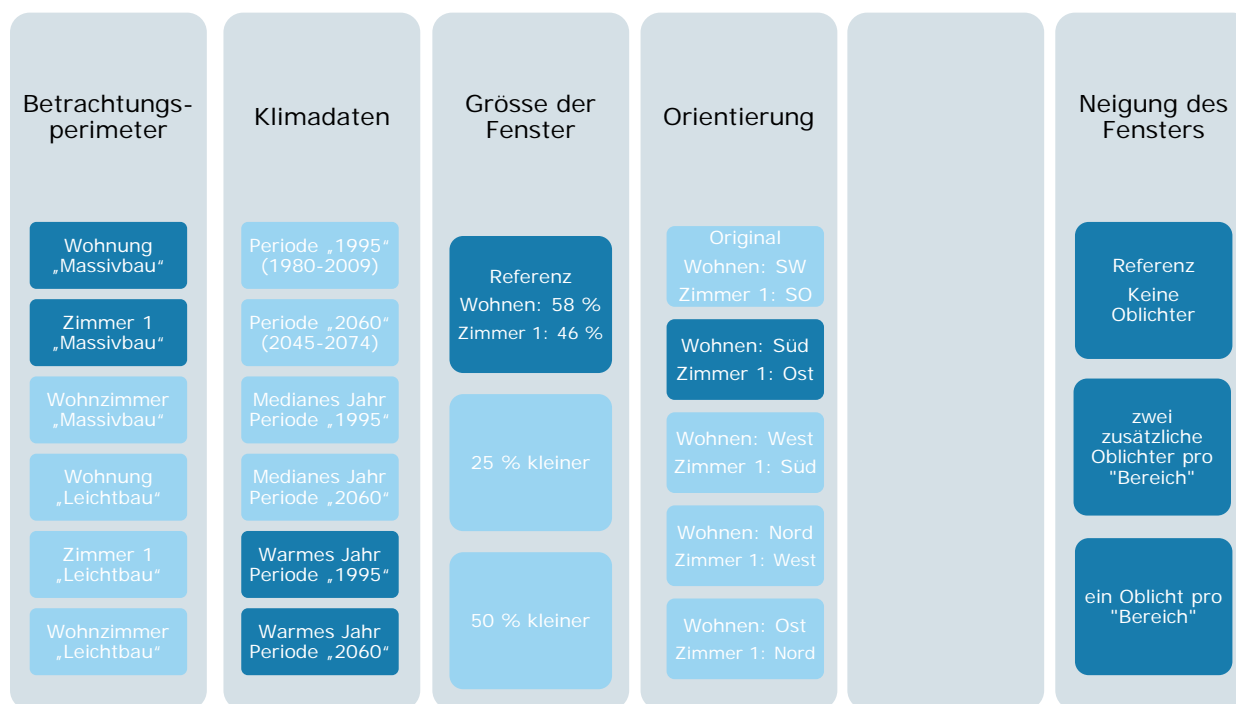 Betrachtungs-
perimeter
Wohnung
„Massivbau“
Zimmer 1
„Massivbau“
Wohnzimmer
„Massivbau“
Wohnung
„Leichtbau“
Zimmer 1
„Leichtbau“
Wohnzimmer
„Leichtbau“
Klimadaten
Periode „1995“
(1980-2009)
Periode „2060“
(2045-2074)
Medianes Jahr
Periode „1995“
Medianes Jahr
Periode „2060“
Warmes Jahr
Periode „1995“
Warmes Jahr
Periode „2060“
Grösse der
Fenster
Referenz
Wohnen: 58 %
Zimmer 1: 46 %
25 % kleiner
50 % kleiner
Orientierung
Original
Wohnen: SW
Zimmer 1: SO
Wohnen: Süd
Zimmer 1: Ost
Wohnen: West
Zimmer 1: Süd
Wohnen: Nord
Zimmer 1: West
Wohnen: Ost
Zimmer 1: Nord
Neigung des
Fensters
Referenz
Keine
Oblichter
zwei
zusätzliche
Oblichter pro
"Bereich"
ein Oblicht pro
"Bereich"